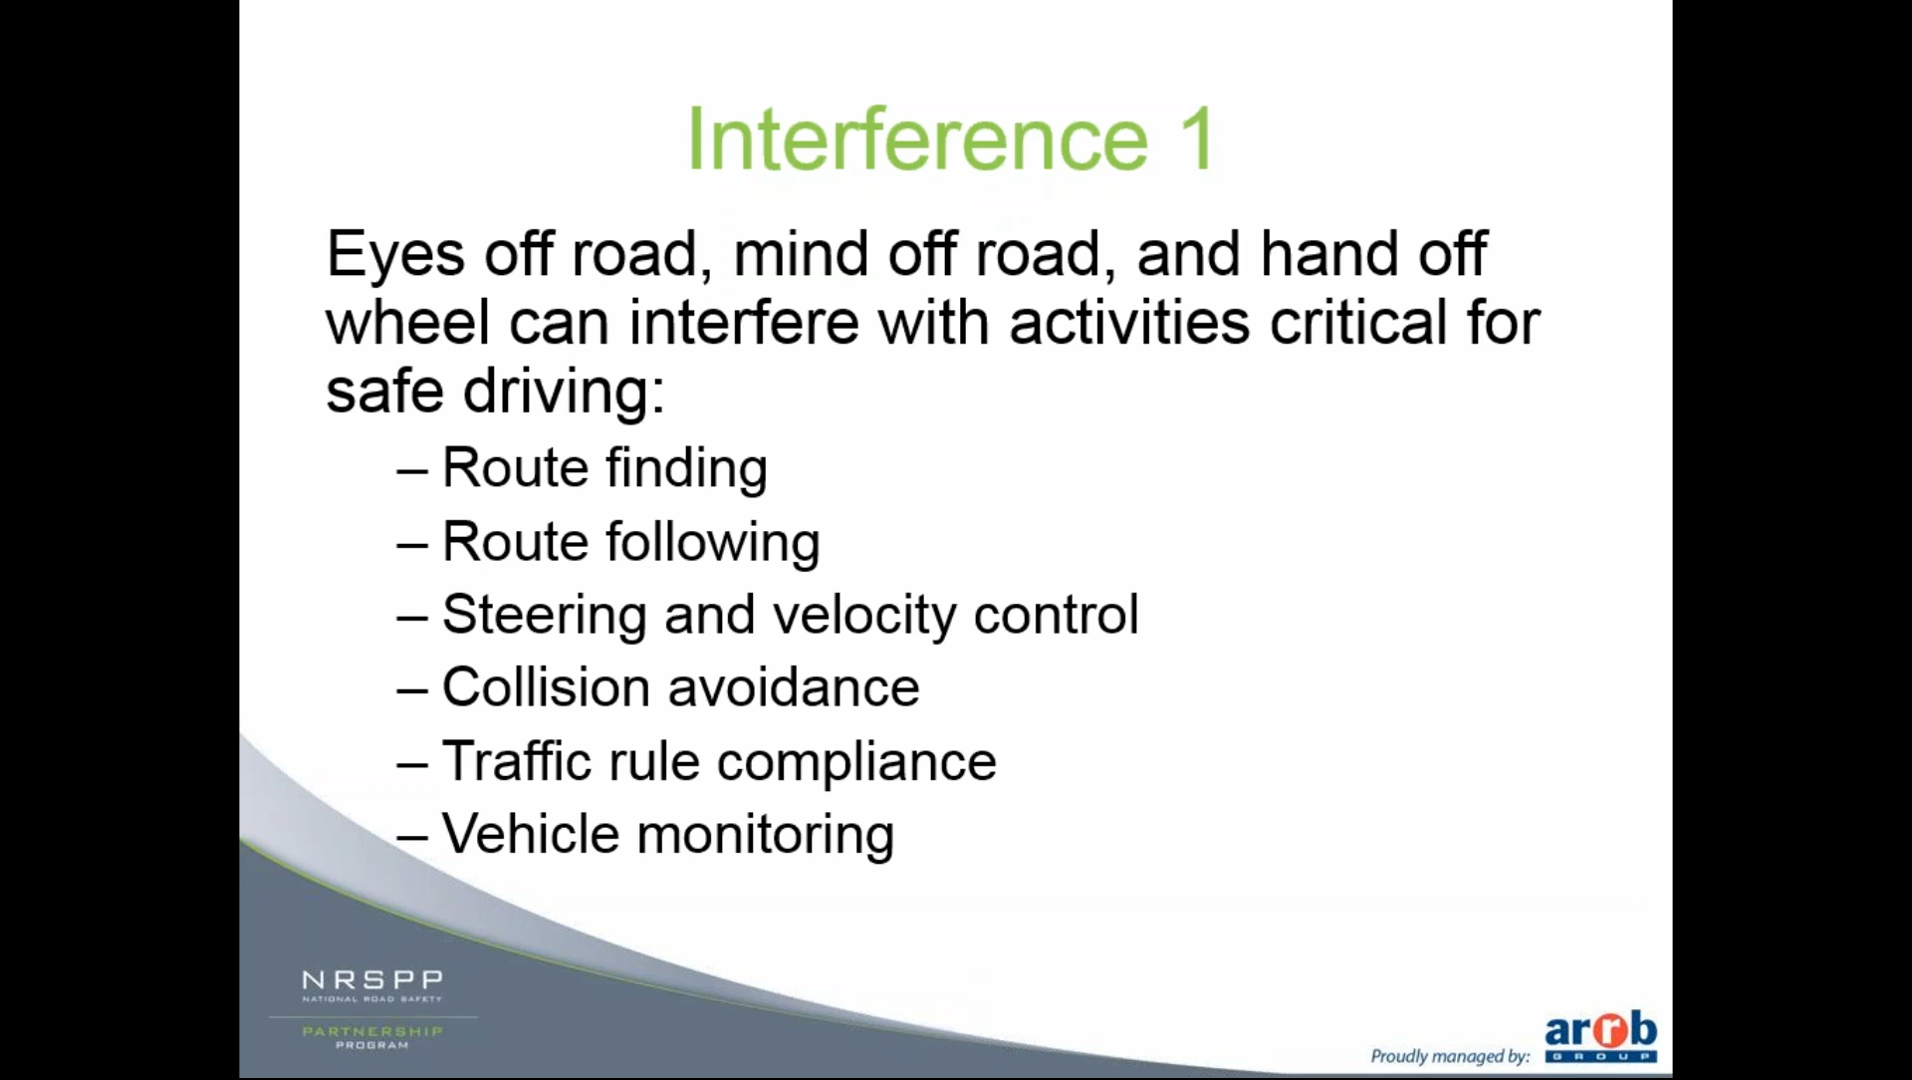 Interference 1
Eyes off road, mind off road, and hand off
wheel can interfere with activities critical for
safe driving:
– Route finding
– Route following
– Steering and velocity control
– Collision avoidance
– Traffic rule compliance
– Vehicle monitoring
NRSPP
NATIONAL ROAD SAFETY
PARTNERSHIP
PROGRAM
Proudly managed by:
arrb
GROUP